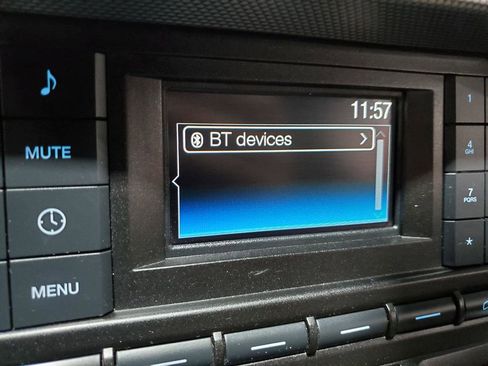 11:57
BT devices
MUTE
MENU
1
4
GHI
7
PQRS
*